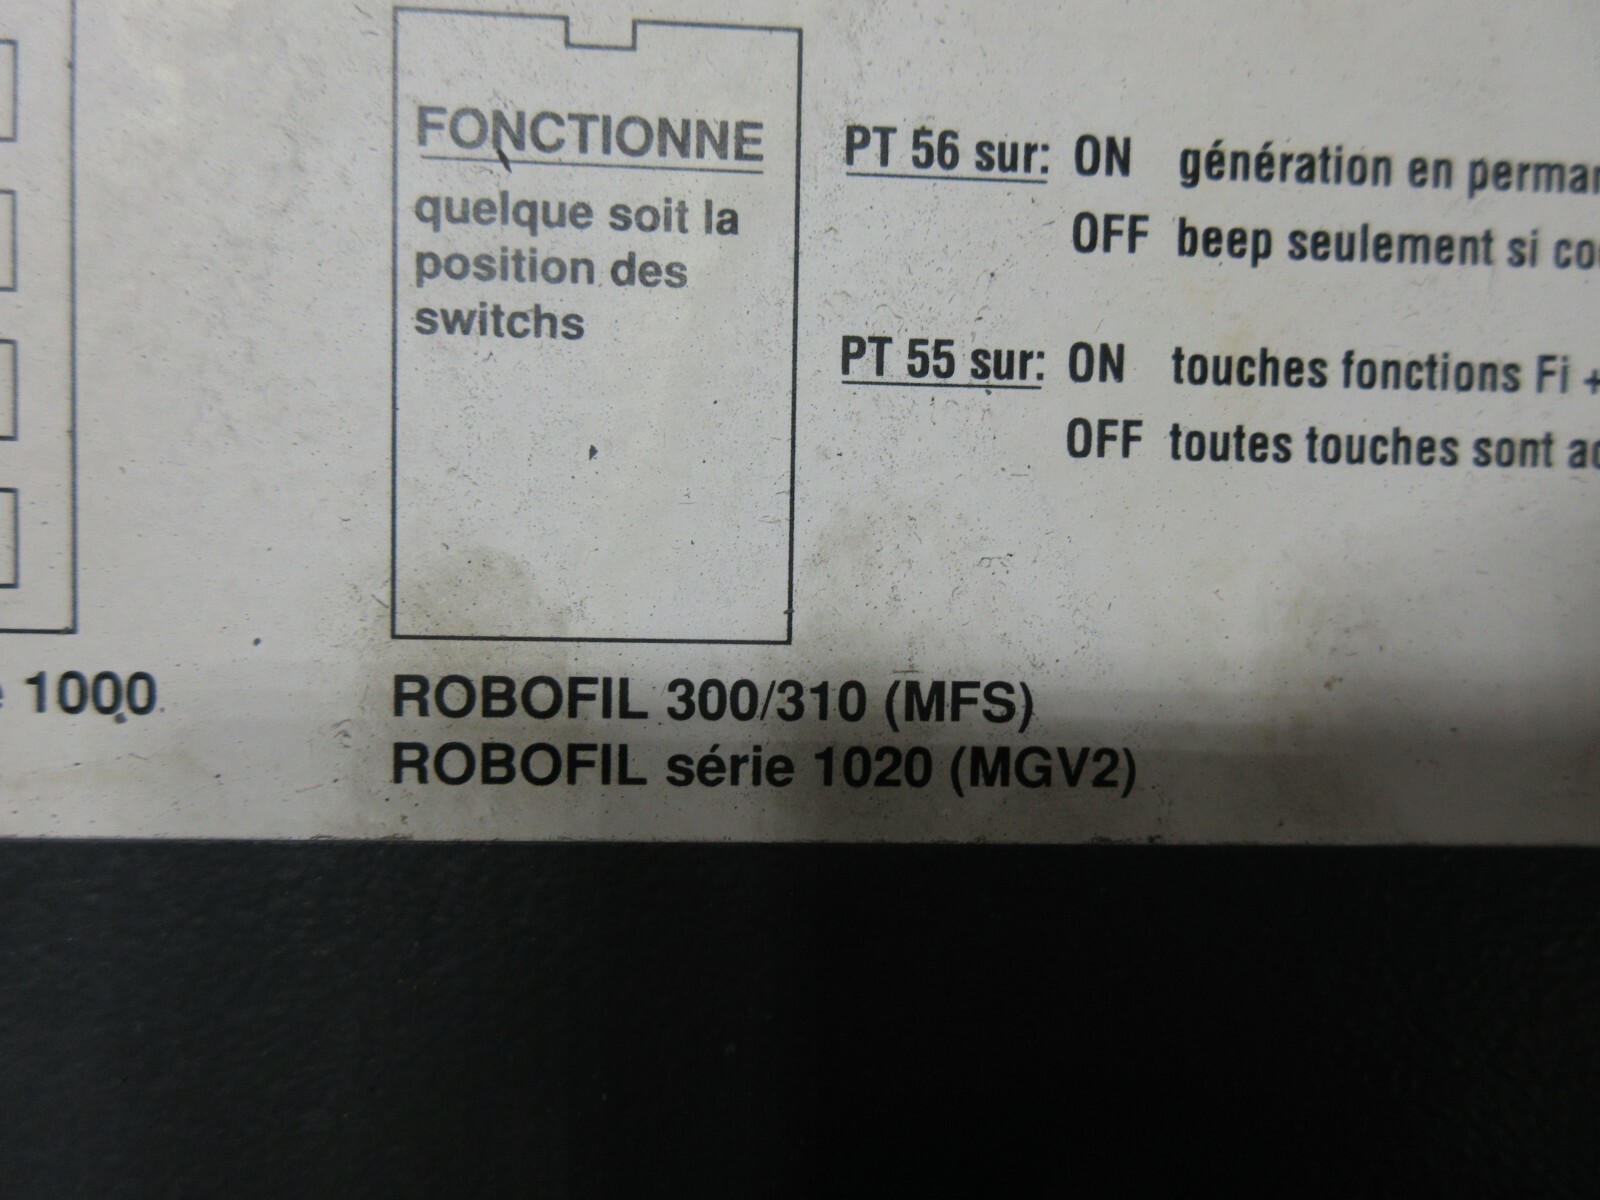 FONCTIONNE
quelque soit la
position des
switchs
PT 56 sur: ON génération en
OFF beep seulement si
PT 55 sur: ON touches fonctions Fi +
OFF toutes touches sont
1000
ROBOFIL 300/310 (MFS)
ROBOFIL série 1020 (MGV2)